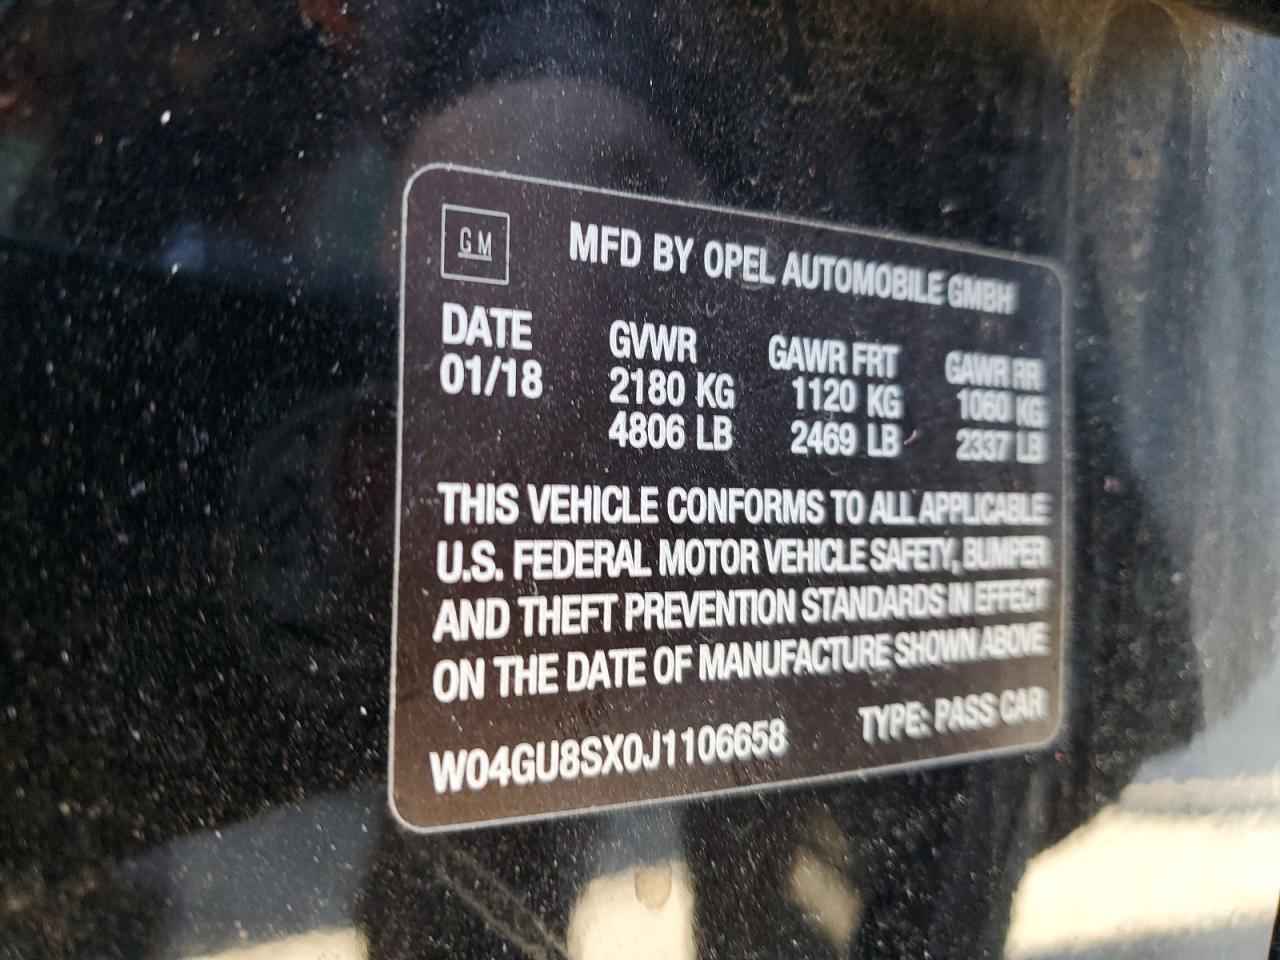 GM MFD BY OPEL AUTOMOBILE GMBH
DATE GVWR GAWR FRT GAWR RR
01/18 2180 KG 1120 KG 1060 KG
4806 LB 2469 LB 2337 LB
THIS VEHICLE CONFORMS TO ALL APPLICABLE
U.S. FEDERAL MOTOR VEHICLE SAFETY, BUMPER
AND THEFT PREVENTION STANDARDS IN EFFECT
ON THE DATE OF MANUFACTURE SHOWN ABOVE
W04GU8SX0J1106658 TYPE: PASS CAR